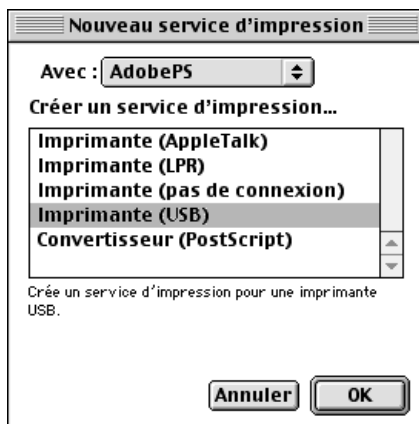 Nouveau service d'impression
Avec : AdobePS
Créer un service d'impression...
Imprimante (AppleTalk)
Imprimante (LPR)
Imprimante (pas de connexion)
Imprimante (USB)
Convertisseur (PostScript)
Crée un service d'impression pour une imprimante
USB.
Annuler OK